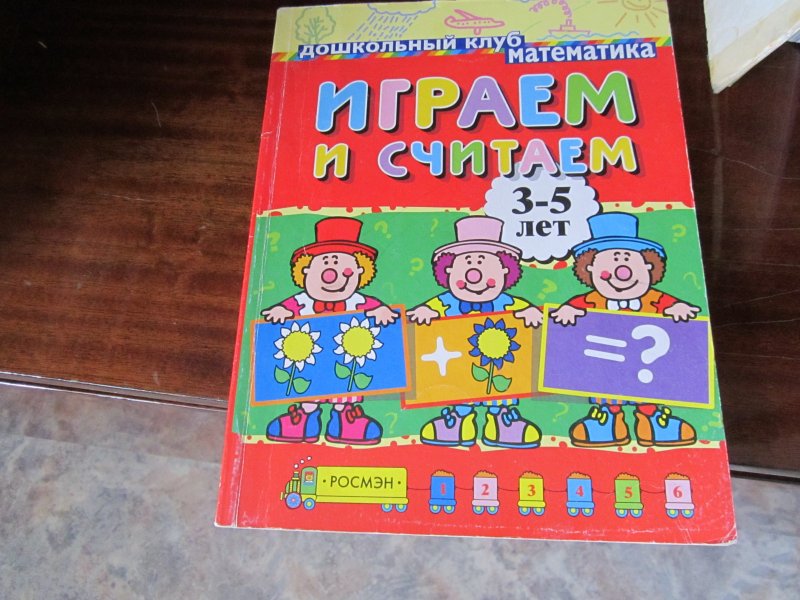 дошкольный клуб
математика
ИГРАЕМ
И СЧИТАЕМ
3-5
лет
+
=?
·РОСМЭН·
1 2 3 4 5 6